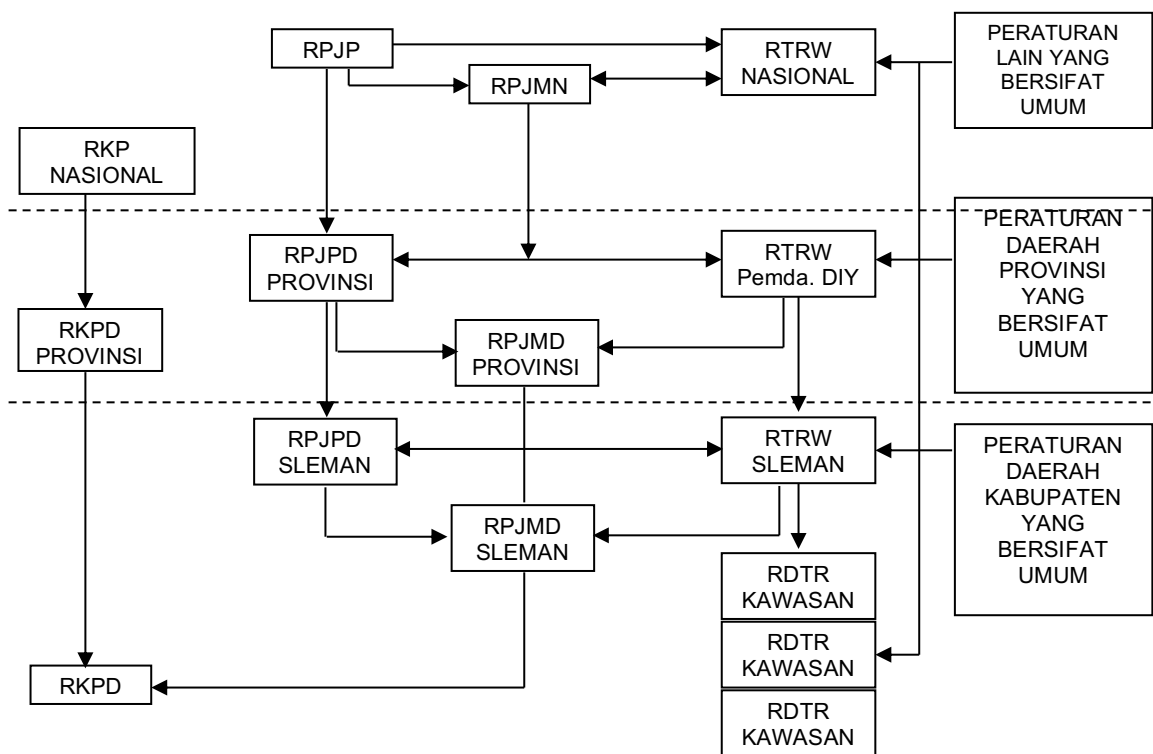 RPJP
RTRW
NASIONAL
PERATURAN
LAIN YANG
BERSIFAT
UMUM
RPJMN
RKP
NASIONAL
RPJPD
PROVINSI
RTRW
Pemda. DIY
PERATURAN
DAERAH
PROVINSI
YANG
BERSIFAT
UMUM
RKPD
PROVINSI
RPJMD
PROVINSI
RPJPD
SLEMAN
RTRW
SLEMAN
PERATURAN
DAERAH
KABUPATEN
YANG
BERSIFAT
UMUM
RPJMD
SLEMAN
RDTR
KAWASAN
RDTR
KAWASAN
RKPD
RDTR
KAWASAN